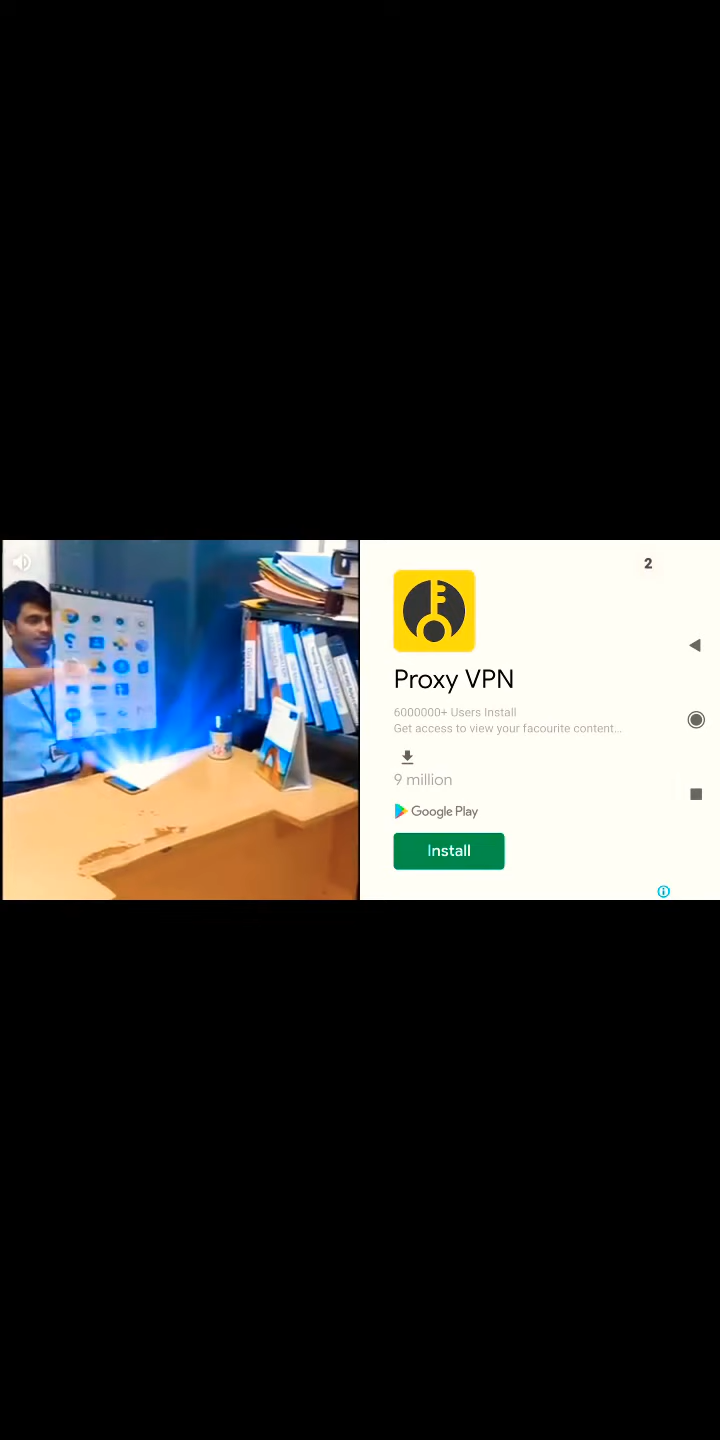 2
Proxy VPN
6000000+ Users Install
Get access to view your facourite content...
9 million
Google Play
Install